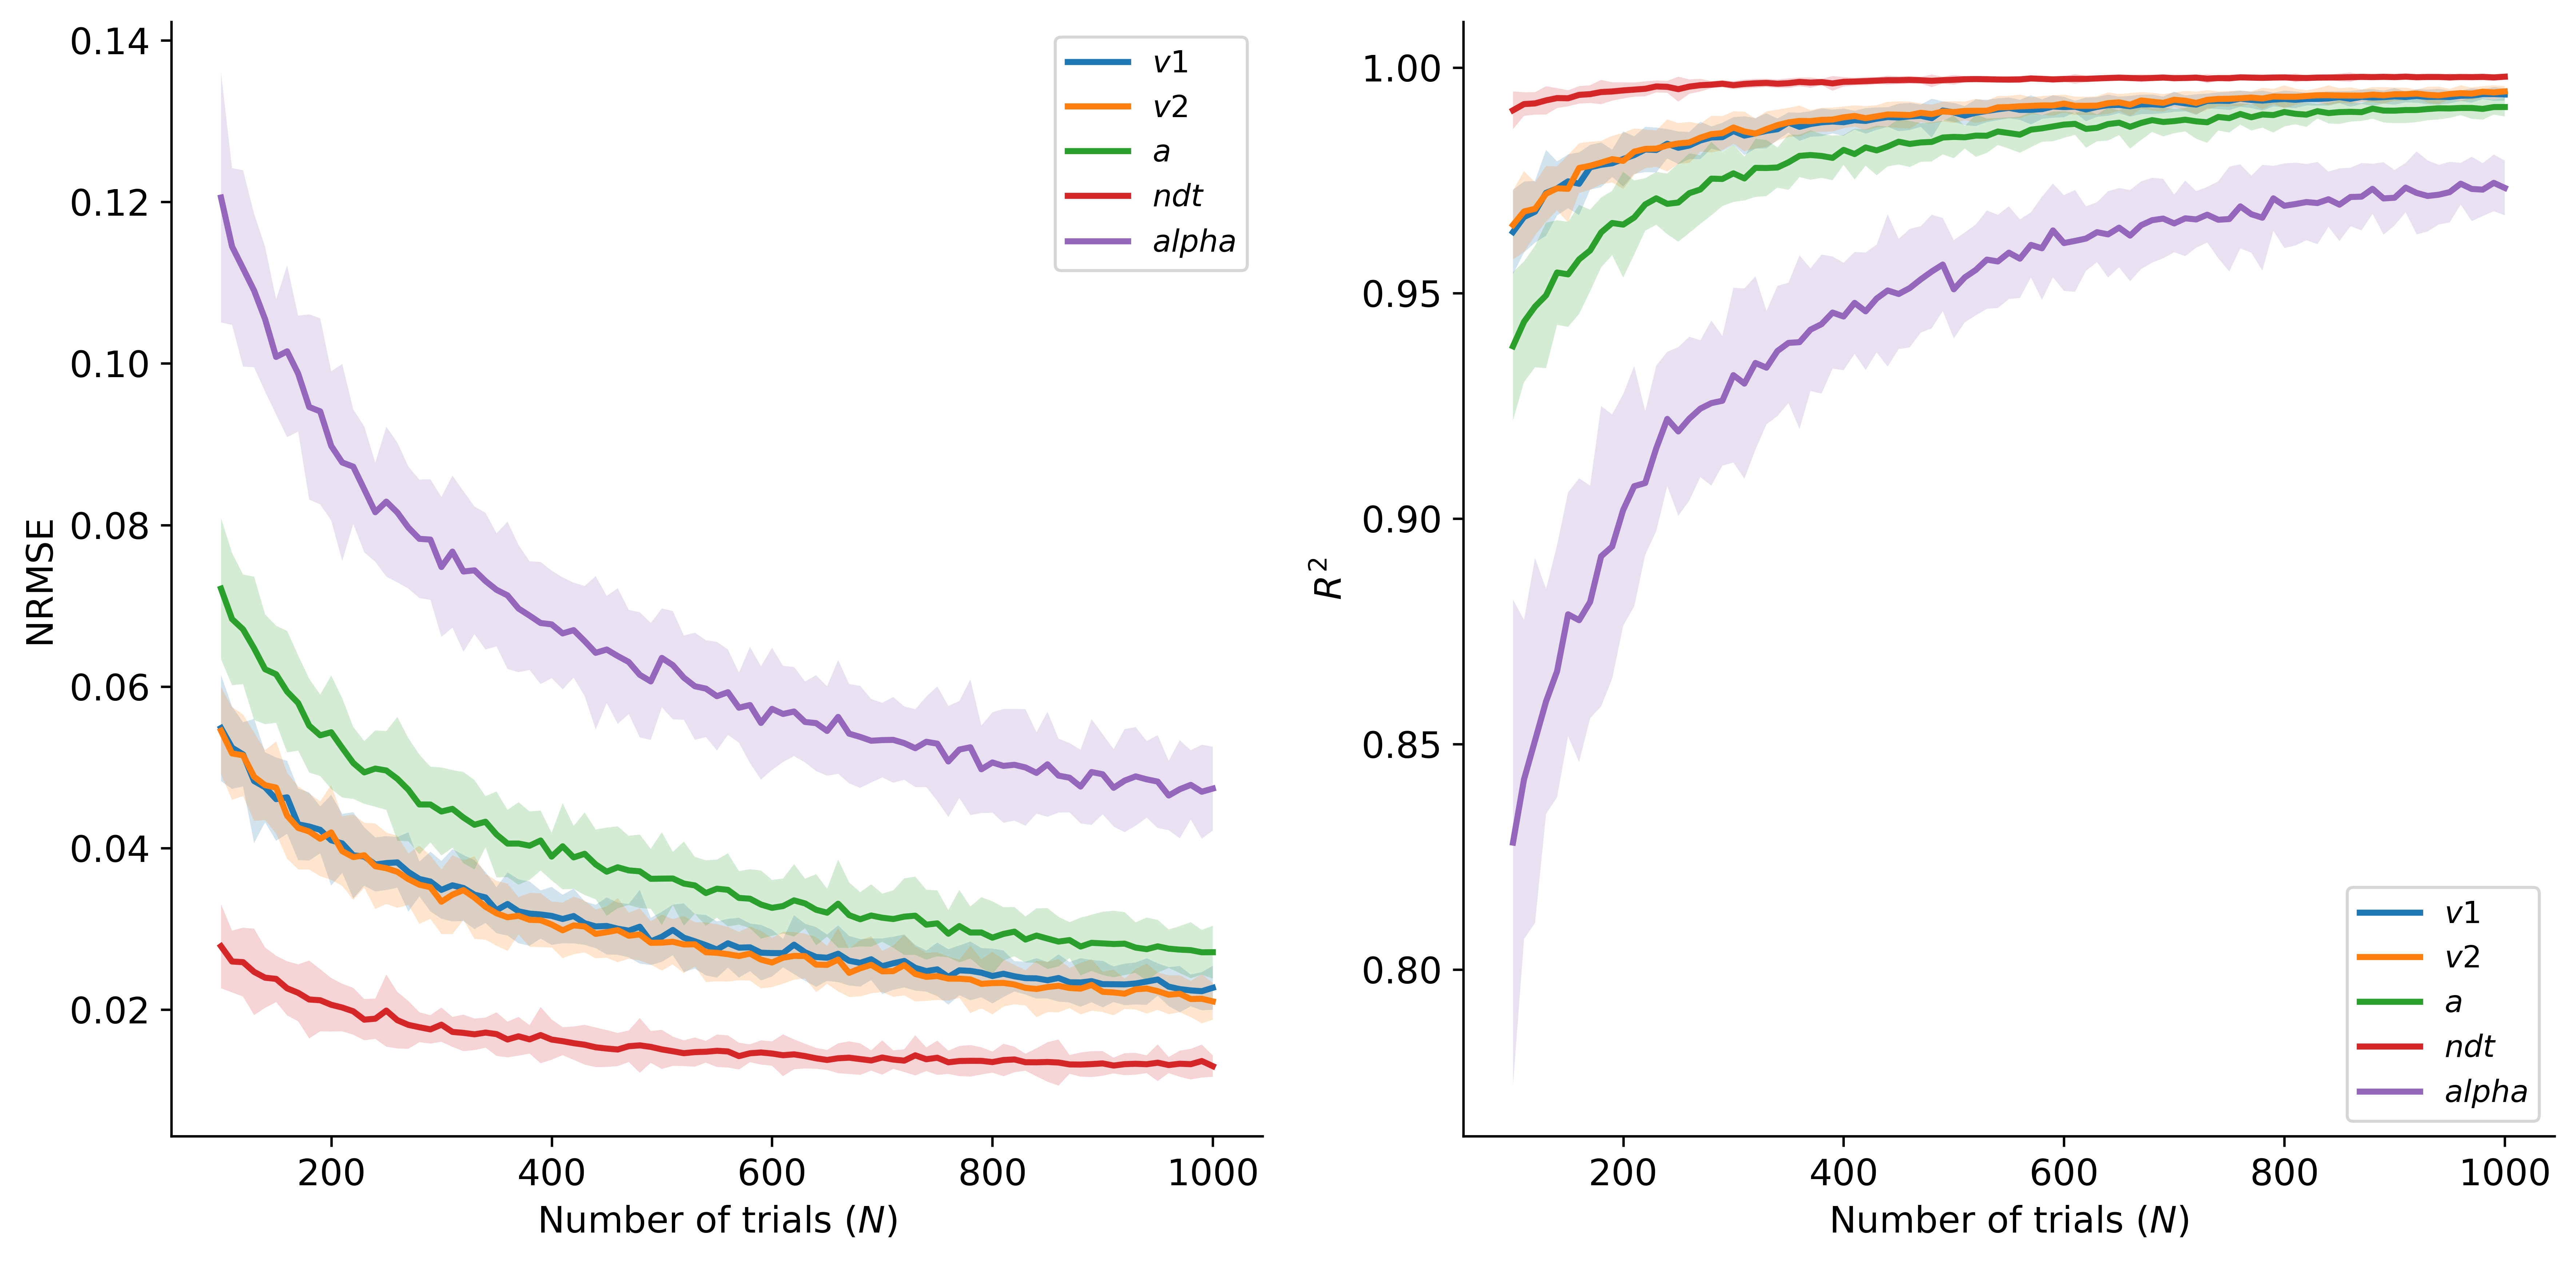 0.14
0.12
0.10
0.08
0.06
0.04
0.02
NRMSE
200 400 600 800 1000
Number of trials (N)
v1
v2
a
ndt
alpha
1.00
0.95
0.90
0.85
0.80
R²
200 400 600 800 1000
Number of trials (N)
v1
v2
a
ndt
alpha